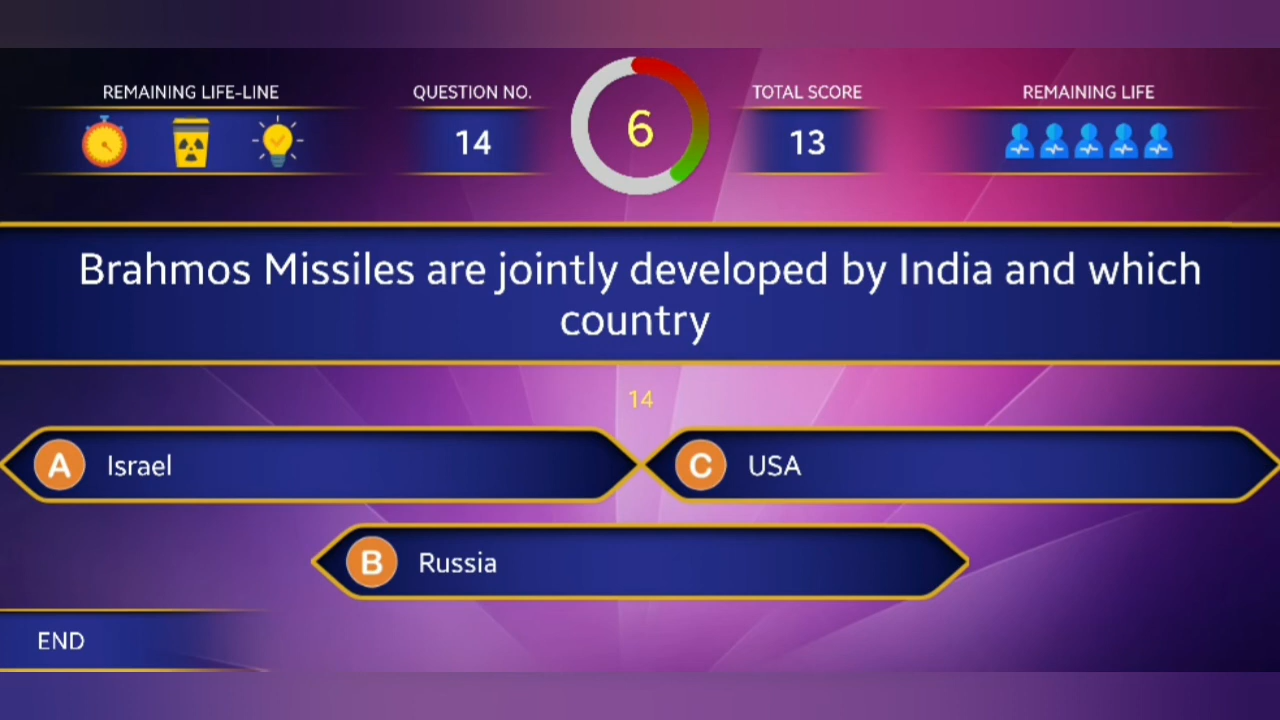 REMAINING LIFE-LINE
QUESTION NO.
14
6
TOTAL SCORE
13
REMAINING LIFE
Brahmos Missiles are jointly developed by India and which
country
14
A Israel
C USA
B Russia
END